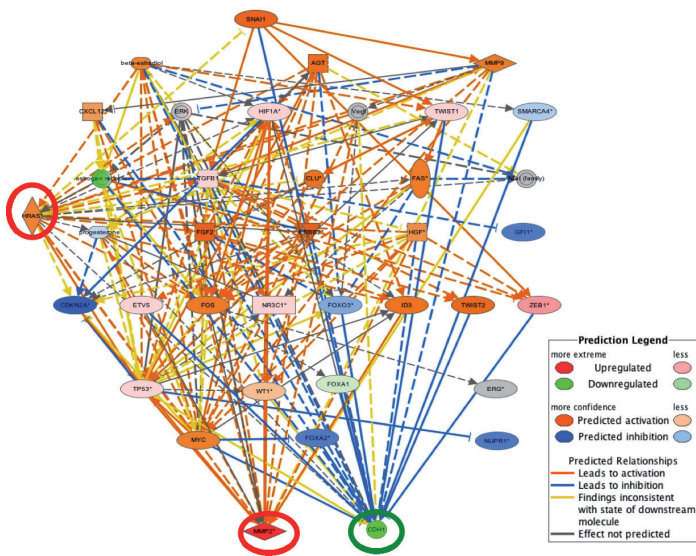 SNAI1
beta-estradiol
AGT
MMP9
CXCL12
ERK
HIF1A*
Vegf
TWIST1
SMARCA4*
estrogen receptor
TGFB1
CLU*
FAS*
(family)
HRAS
progesterone
FGF2
HGF*
GFI1*
CDKN2A*
ETV5
FOS
NR3C1*
FOXO3*
ID3
TWIST2
ZEB1*
TP53*
WT1*
FOXA1
ERG*
MYC
FOXA2*
NUPR1*
MMP2*
CDH1
Prediction Legend
more extreme less
Upregulated
Downregulated
more confidence less
Predicted activation
Predicted inhibition
Predicted Relationships
Leads to activation
Leads to inhibition
Findings inconsistent
with state of downstream
molecule
Effect not predicted